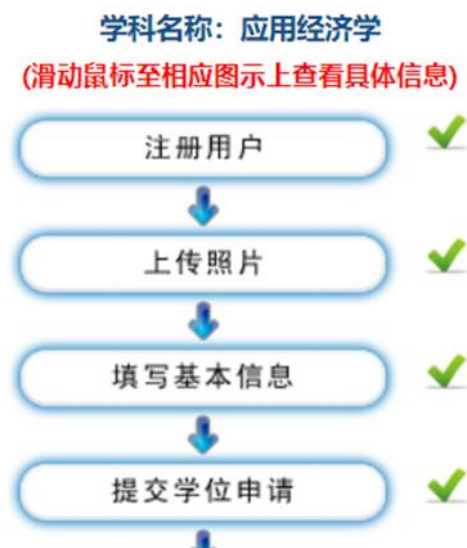 学科名称：应用经济学
(滑动鼠标至相应图示上查看具体信息)
注册用户
上传照片
填写基本信息
提交学位申请